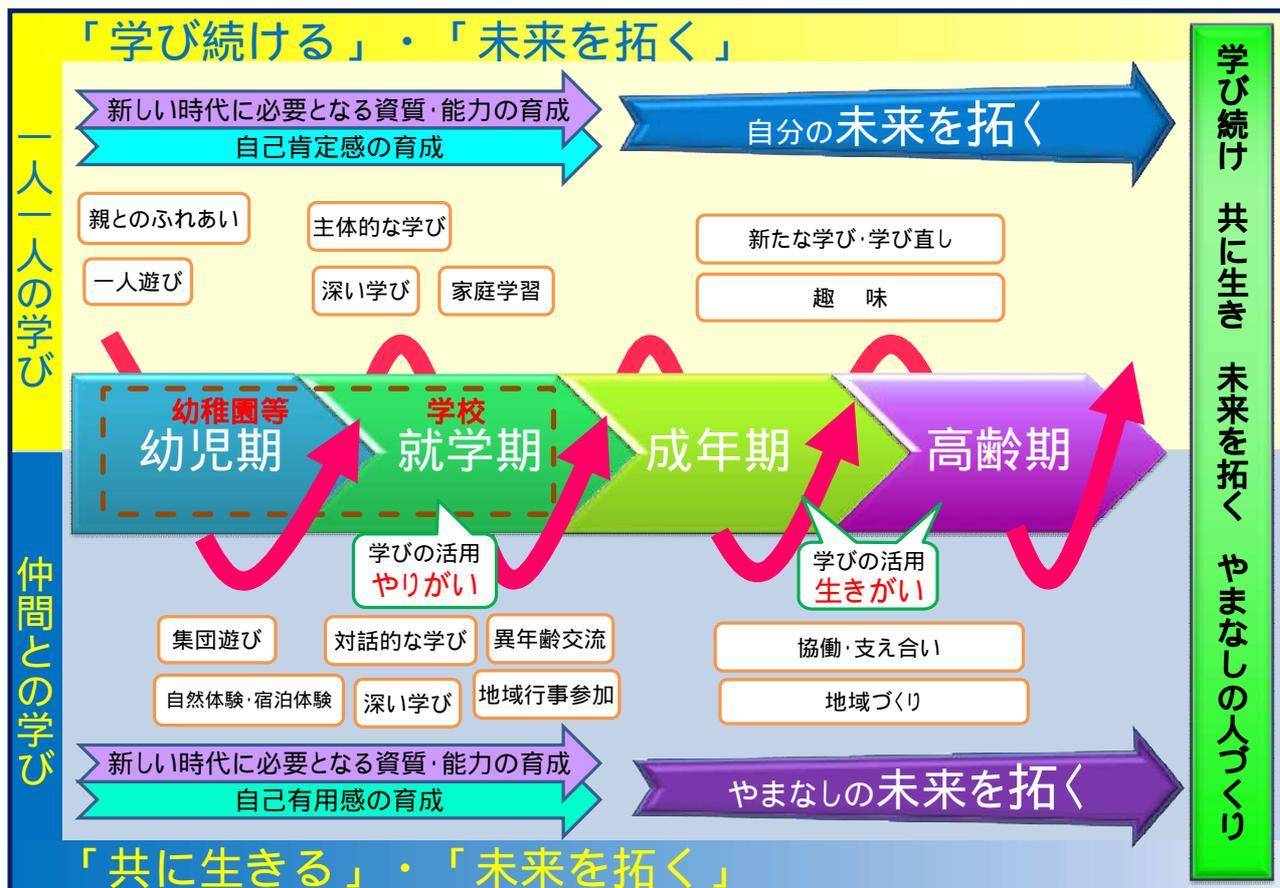 「学び続ける」・「未来を拓く」
一人一人の学び
新しい時代に必要となる資質・能力の育成
自己肯定感の育成
自分の未来を拓く
親とのふれあい
一人遊び
主体的な学び
深い学び
家庭学習
新たな学び・学び直し
趣 味
幼稚園等
幼児期
学校
就学期
成年期
高齢期
学びの活用
やりがい
学びの活用
生きがい
仲間との学び
集団遊び
自然体験・宿泊体験
対話的な学び
深い学び
異年齢交流
地域行事参加
協働・支え合い
地域づくり
新しい時代に必要となる資質・能力の育成
自己有用感の育成
やまなしの未来を拓く
「共に生きる」・「未来を拓く」
学び続け 共に生き 未来を拓く やまなしの人づくり